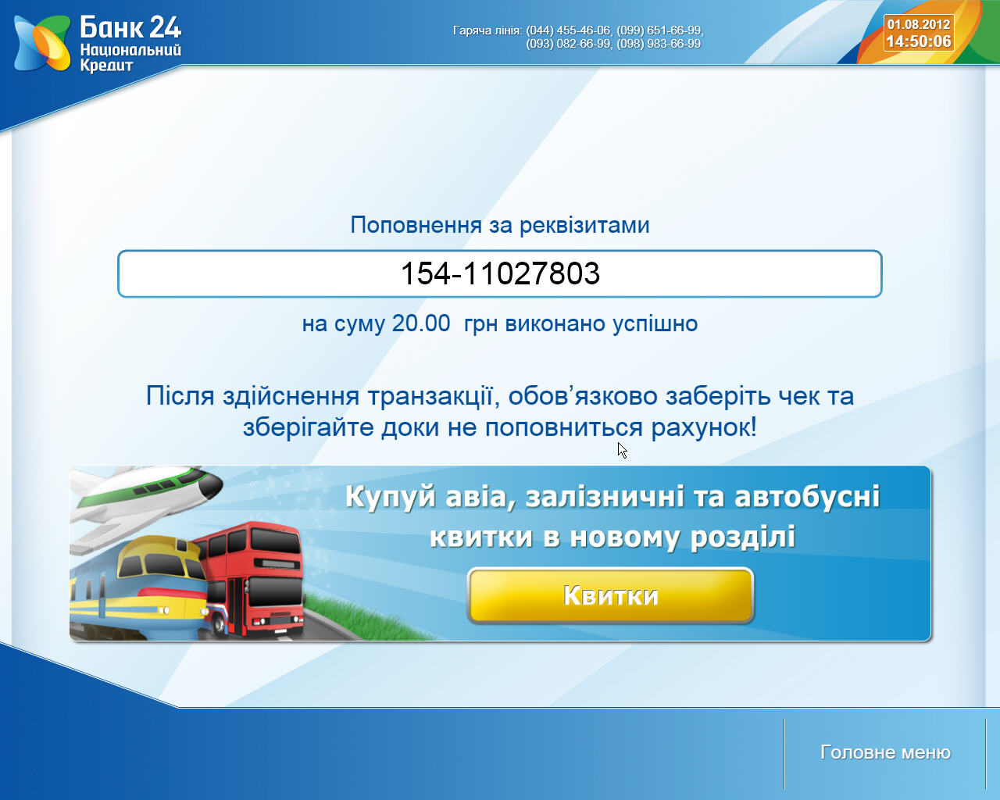 Банк 24
Національний
Кредит
Гаряча лінія: (044) 455-46-06, (099) 651-66-99,
(093) 082-66-99, (098) 983-66-99
01.08.2012
14:50:06
Поповнення за реквізитами
154-11027803
на суму 20.00 грн виконано успішно
Після здійснення транзакції, обов’язково заберіть чек та
зберігайте доки не поповниться рахунок!
Купуй авіа, залізничні та автобусні
квитки в новому розділі
Квитки
Головне меню